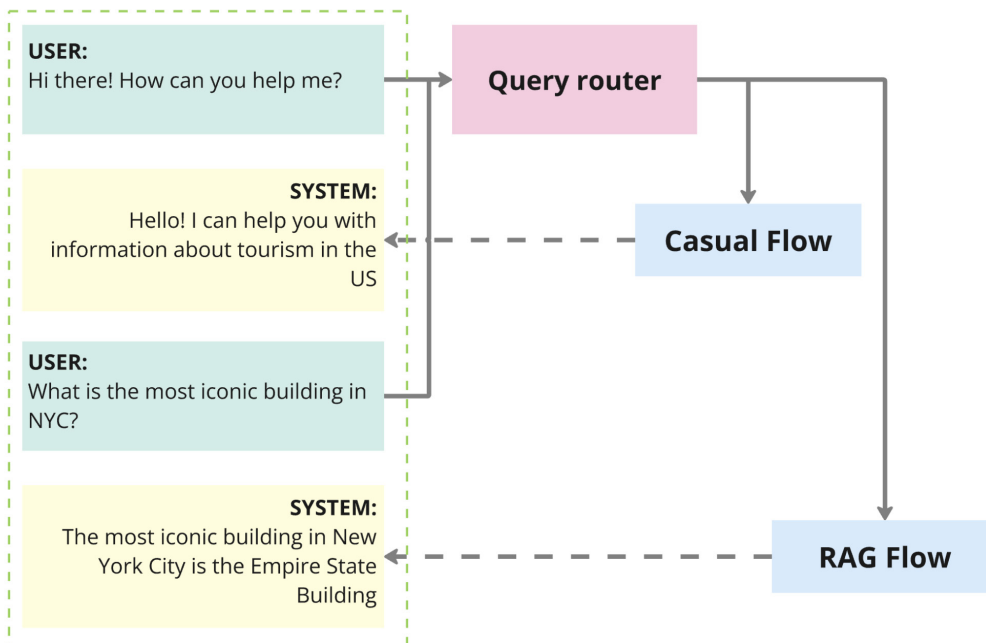 USER:
Hi there! How can you help me?
Query router
SYSTEM:
Hello! I can help you with
information about tourism in the
US
Casual Flow
USER:
What is the most iconic building in
NYC?
SYSTEM:
The most iconic building in New
York City is the Empire State
Building
RAG Flow